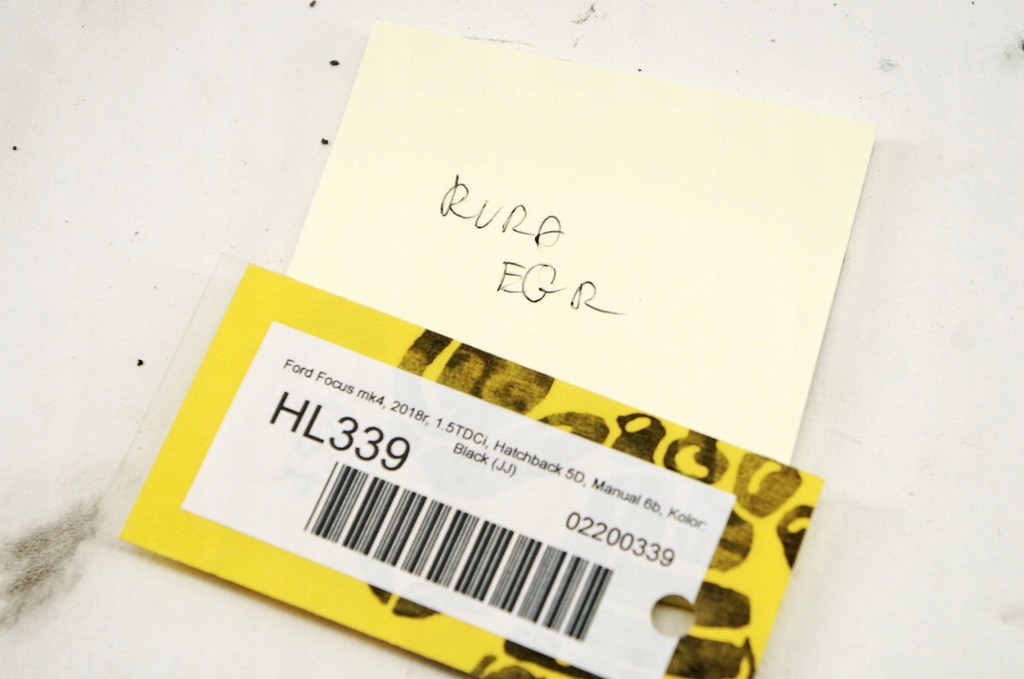 RURA
EGR
Ford Focus mk4, 2018r, 1.5TDCi, Hatchback 5D, Manual 6b, Kolor:
Black (JJ)
HL339
02200339